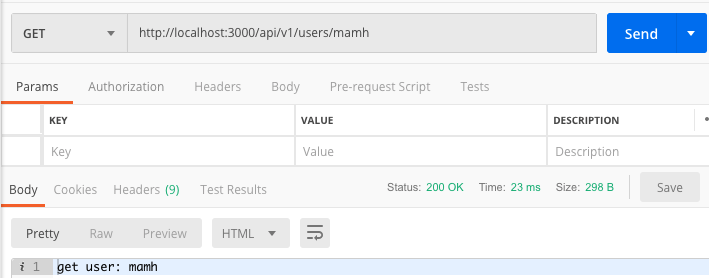 GET http://localhost:3000/api/v1/users/mamh Send
Params Authorization Headers Body Pre-request Script Tests
KEY VALUE DESCRIPTION
Key Value Description
Body Cookies Headers (9) Test Results Status: 200 OK Time: 23 ms Size: 298 B Save
Pretty Raw Preview HTML
i 1 get user: mamh